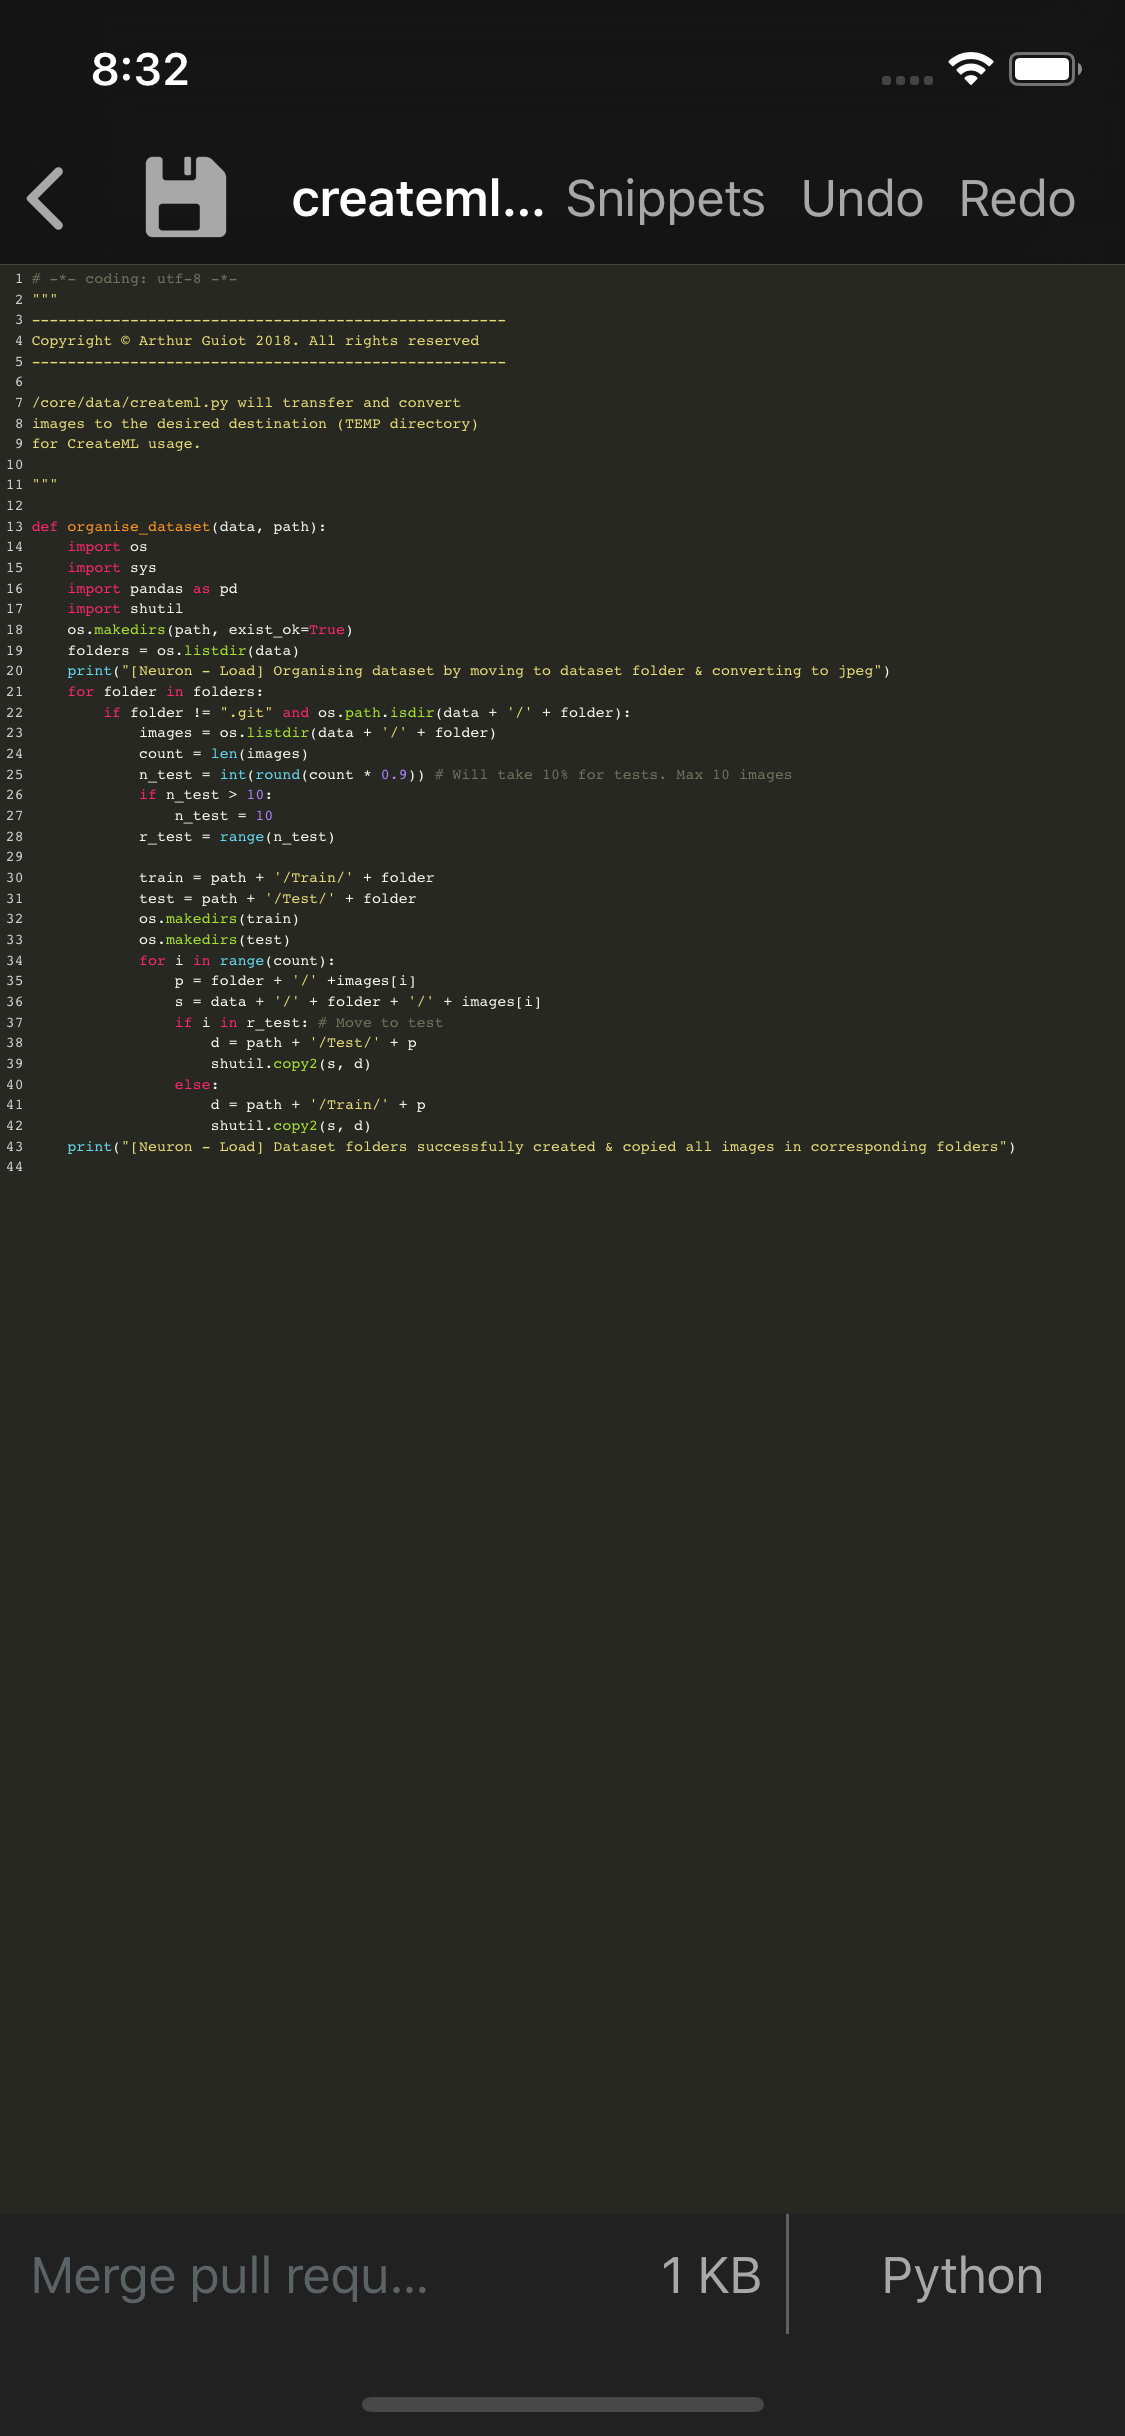 8:32
createml... Snippets Undo Redo
1 # -*- coding: utf-8 -*-
2 """
3 -----------------------------------------------------
4 Copyright © Arthur Guiot 2018. All rights reserved
5 -----------------------------------------------------
6
7 /core/data/createml.py will transfer and convert
8 images to the desired destination (TEMP directory)
9 for CreateML usage.
10
11 """
12
13 def organise_dataset(data, path):
14     import os
15     import sys
16     import pandas as pd
17     import shutil
18     os.makedirs(path, exist_ok=True)
19     folders = os.listdir(data)
20     print("[Neuron - Load] Organising dataset by moving to dataset folder & converting to jpeg")
21     for folder in folders:
22         if folder != ".git" and os.path.isdir(data + '/' + folder):
23             images = os.listdir(data + '/' + folder)
24             count = len(images)
25             n_test = int(round(count * 0.9)) # Will take 10% for tests. Max 10 images
26             if n_test > 10:
27                 n_test = 10
28             r_test = range(n_test)
29
30             train = path + '/Train/' + folder
31             test = path + '/Test/' + folder
32             os.makedirs(train)
33             os.makedirs(test)
34             for i in range(count):
35                 p = folder + '/' +images[i]
36                 s = data + '/' + folder + '/' + images[i]
37                 if i in r_test: # Move to test
38                     d = path + '/Test/' + p
39                     shutil.copy2(s, d)
40                 else:
41                     d = path + '/Train/' + p
42                     shutil.copy2(s, d)
43     print("[Neuron - Load] Dataset folders successfully created & copied all images in corresponding folders")
44
Merge pull requ... 1 KB Python